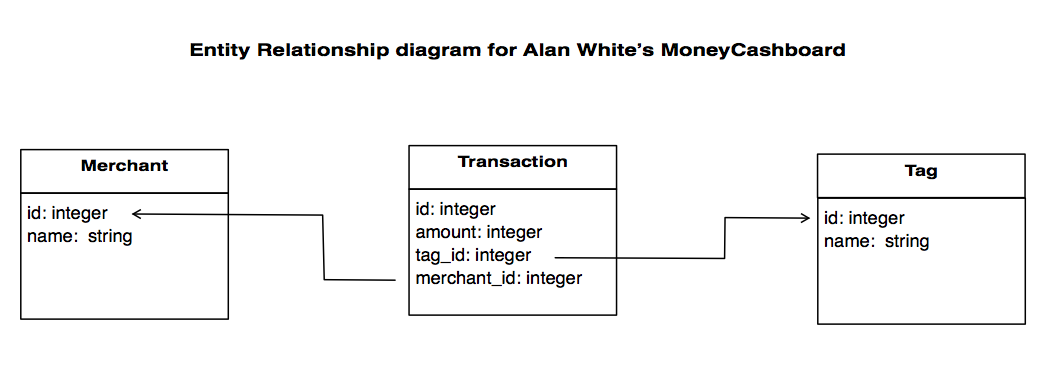 Entity Relationship diagram for Alan White’s MoneyCashboard
Merchant
id: integer
name:  string
Transaction
id: integer
amount: integer
tag_id: integer
merchant_id: integer
Tag
id: integer
name:  string